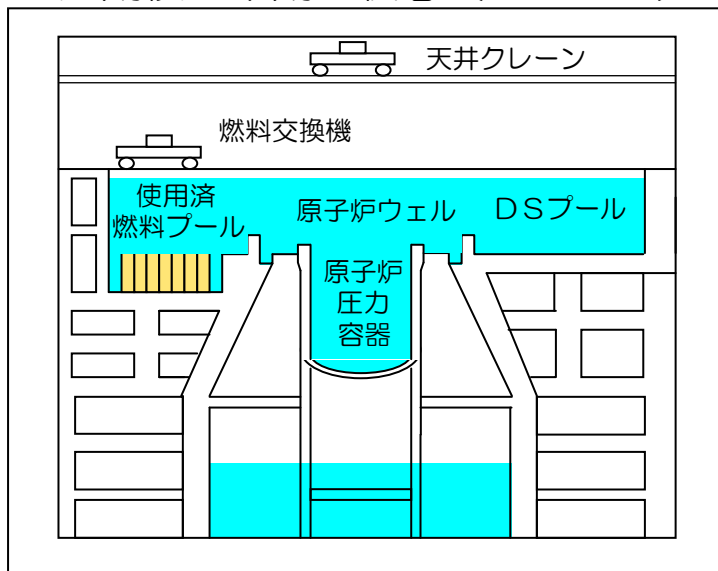 天井クレーン
燃料交換機
使用済
燃料プール
原子炉ウェル
ＤＳプール
原子炉
圧力
容器